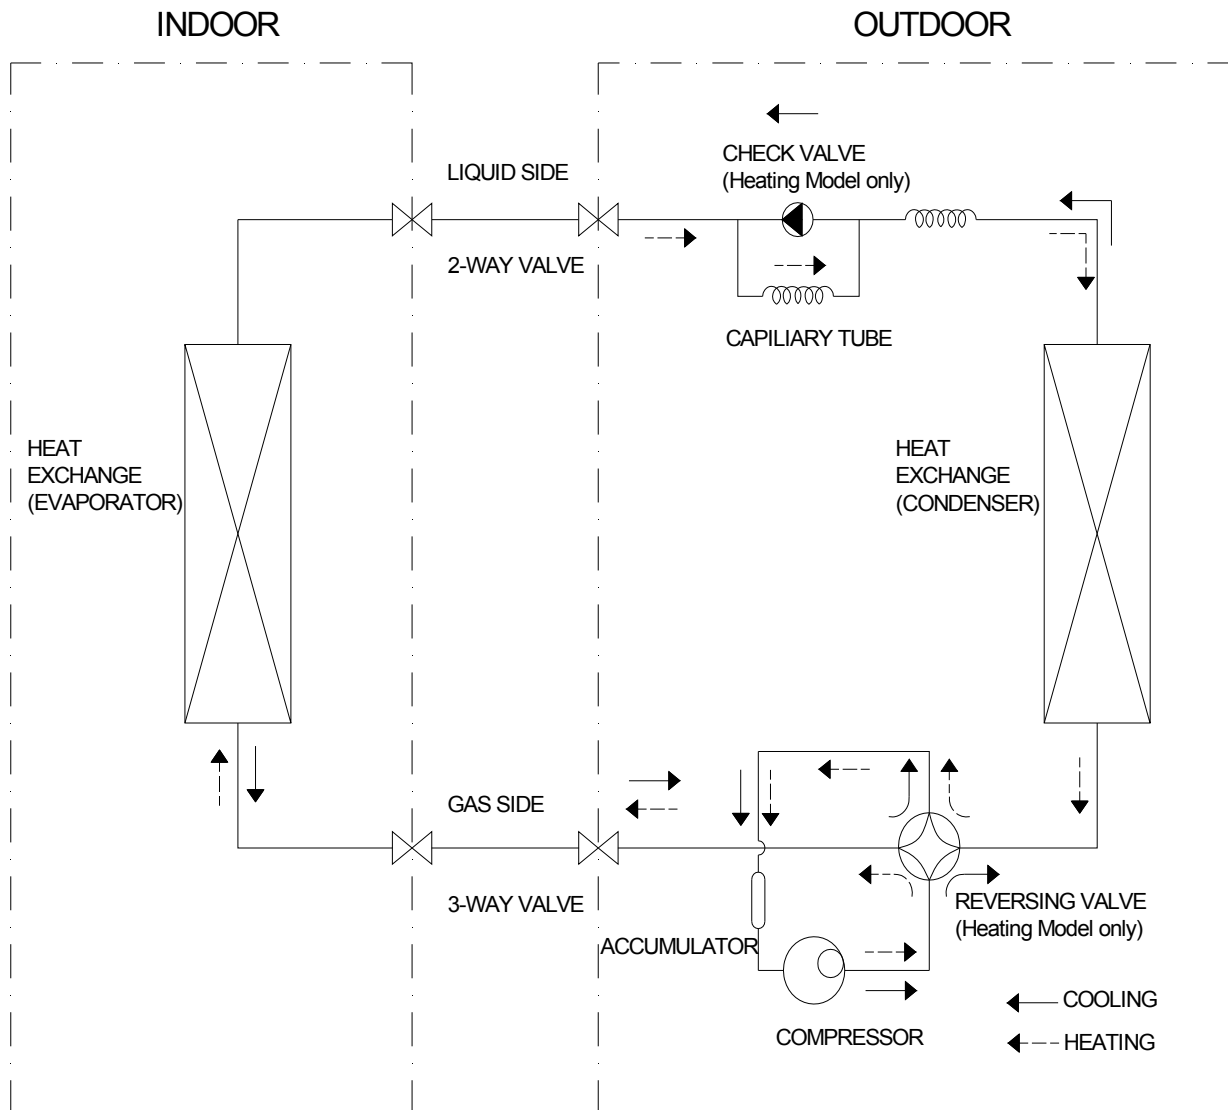 INDOOR
OUTDOOR
LIQUID SIDE
2-WAY VALVE
CHECK VALVE
(Heating Model only)
CAPILIARY TUBE
HEAT
EXCHANGE
(EVAPORATOR)
HEAT
EXCHANGE
(CONDENSER)
GAS SIDE
3-WAY VALVE
REVERSING VALVE
(Heating Model only)
ACCUMULATOR
COMPRESSOR
COOLING
HEATING